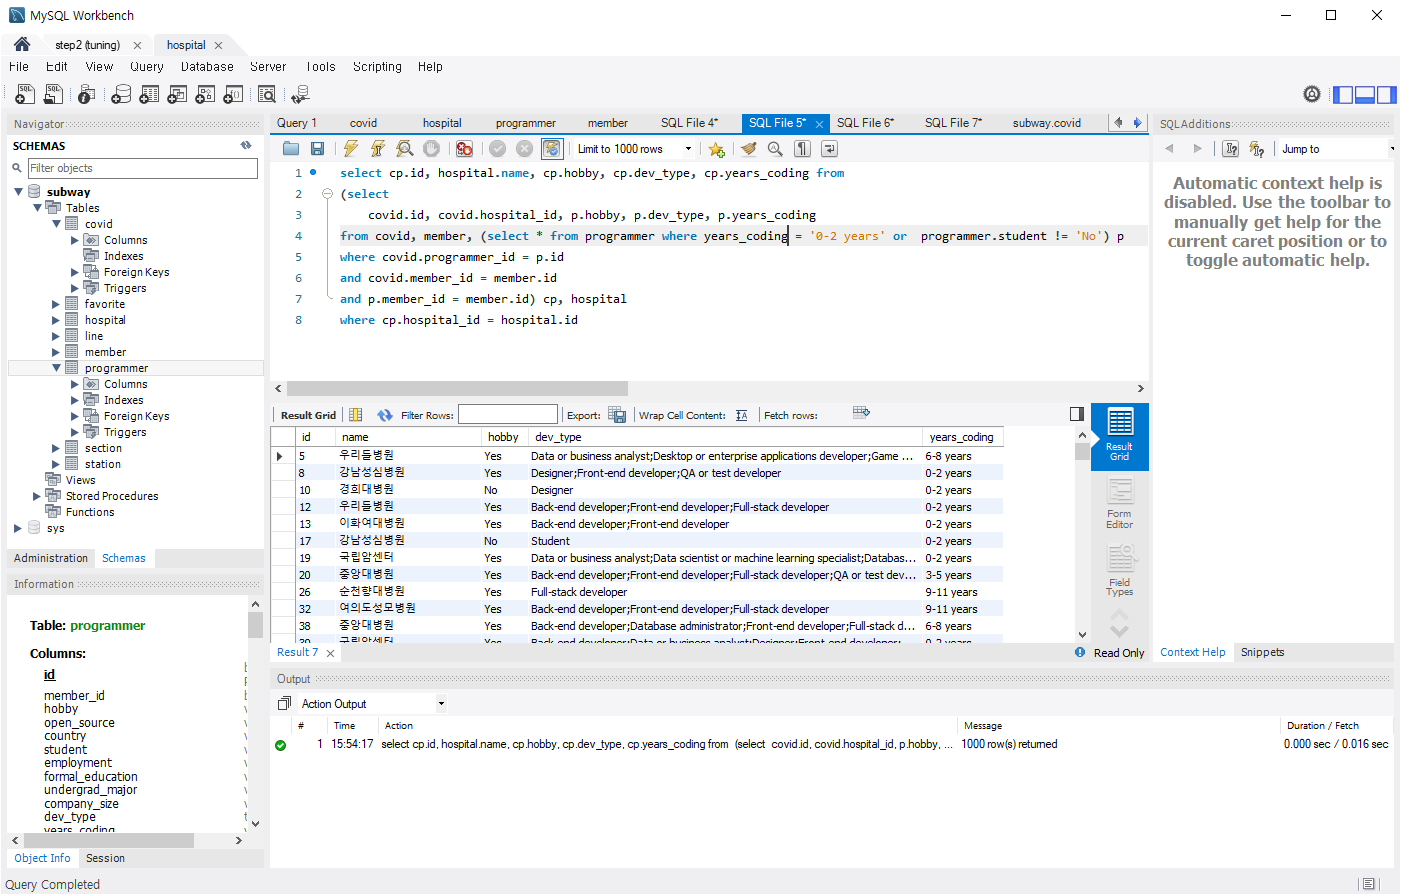 MySQL Workbench
step2 (tuning)
hospital
File Edit View Query Database Server Tools Scripting Help
Navigator
SCHEMAS
Filter objects
subway
Tables
covid
Columns
Indexes
Foreign Keys
Triggers
favorite
hospital
line
member
programmer
Columns
Indexes
Foreign Keys
Triggers
section
station
Views
Stored Procedures
Functions
sys
Administration Schemas
Information
Table: programmer
Columns:
id
member_id
hobby
open_source
country
student
employment
formal_education
undergrad_major
company_size
dev_type
years_coding
Object Info Session
Query Completed
Query 1 covid hospital programmer member SQL File 4* SQL File 5* SQL File 6* SQL File 7* subway.covid
Limit to 1000 rows
1 select cp.id, hospital.name, cp.hobby, cp.dev_type, cp.years_coding from
2 (select
3 covid.id, covid.hospital_id, p.hobby, p.dev_type, p.years_coding
4 from covid, member, (select * from programmer where years_coding = '0-2 years' or programmer.student != 'No') p
5 where covid.programmer_id = p.id
6 and covid.member_id = member.id
7 and p.member_id = member.id) cp, hospital
8 where cp.hospital_id = hospital.id
Result Grid Filter Rows: Export: Wrap Cell Content: Fetch rows:
id name hobby dev_type years_coding
5 우리들병원 Yes Data or business analyst;Desktop or enterprise applications developer;Game ... 6-8 years
8 강남성심병원 Yes Designer;Front-end developer;QA or test developer 0-2 years
10 경희대병원 No Designer 0-2 years
12 우리들병원 Yes Back-end developer;Front-end developer;Full-stack developer 0-2 years
13 이화여대병원 Yes Back-end developer;Front-end developer 0-2 years
17 강남성심병원 No Student 0-2 years
19 국립암센터 Yes Data or business analyst;Data scientist or machine learning specialist;Databas... 0-2 years
20 중앙대병원 Yes Back-end developer;Front-end developer;Full-stack developer;QA or test dev... 3-5 years
26 순천향대병원 Yes Full-stack developer 9-11 years
32 여의도성모병원 Yes Back-end developer;Front-end developer;Full-stack developer 9-11 years
38 중앙대병원 Yes Back-end developer;Database administrator;Front-end developer;Full-stack d... 6-8 years
39 국립암센터 Yes Back-end developer;Data or business analyst;Designer;Front-end developer;... 0-2 years
Result Grid
Form Editor
Field Types
Result 7
Read Only
SQLAdditions
Jump to
Automatic context help is
disabled. Use the toolbar to
manually get help for the
current caret position or to
toggle automatic help.
Context Help Snippets
Output
Action Output
# Time Action Message Duration / Fetch
1 15:54:17 select cp.id, hospital.name, cp.hobby, cp.dev_type, cp.years_coding from (select covid.id, covid.hospital_id, p.hobby, ... 1000 row(s) returned 0.000 sec / 0.016 sec